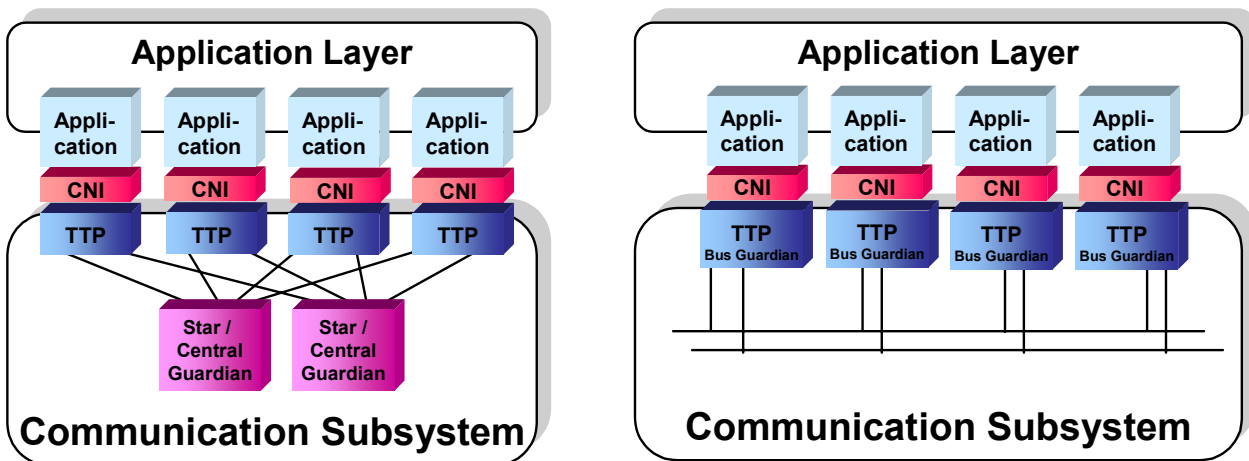 Application Layer
Appli-
cation
Appli-
cation
Appli-
cation
Appli-
cation
CNI
CNI
CNI
CNI
TTP
TTP
TTP
TTP
Star /
Central
Guardian
Star /
Central
Guardian
Communication Subsystem
Application Layer
Appli-
cation
Appli-
cation
Appli-
cation
Appli-
cation
CNI
CNI
CNI
CNI
TTP
Bus Guardian
TTP
Bus Guardian
TTP
Bus Guardian
TTP
Bus Guardian
Communication Subsystem